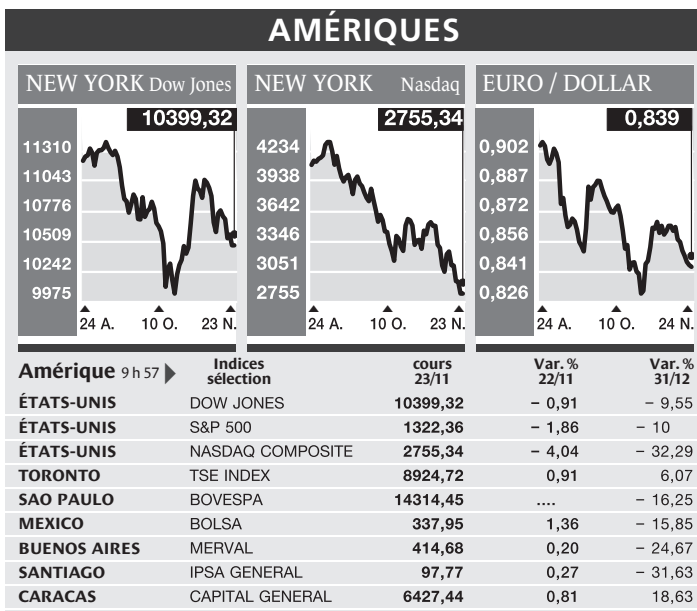 AMÉRIQUES
NEW YORK Dow Jones
10399,32
11310
11043
10776
10509
10242
9975
24 A. 10 O. 23 N.
NEW YORK Nasdaq
2755,34
4234
3938
3642
3346
3051
2755
24 A. 10 O. 23 N.
EURO / DOLLAR
0,839
0,902
0,887
0,872
0,856
0,841
0,826
24 A. 10 O. 24 N.
Amérique 9 h 57 Indices sélection cours 23/11 Var. % 22/11 Var. % 31/12
ÉTATS-UNIS DOW JONES 10399,32 – 0,91 – 9,55
ÉTATS-UNIS S&P 500 1322,36 – 1,86 – 10
ÉTATS-UNIS NASDAQ COMPOSITE 2755,34 – 4,04 – 32,29
TORONTO TSE INDEX 8924,72 0,91 6,07
SAO PAULO BOVESPA 14314,45 .... – 16,25
MEXICO BOLSA 337,95 1,36 – 15,85
BUENOS AIRES MERVAL 414,68 0,20 – 24,67
SANTIAGO IPSA GENERAL 97,77 0,27 – 31,63
CARACAS CAPITAL GENERAL 6427,44 0,81 18,63